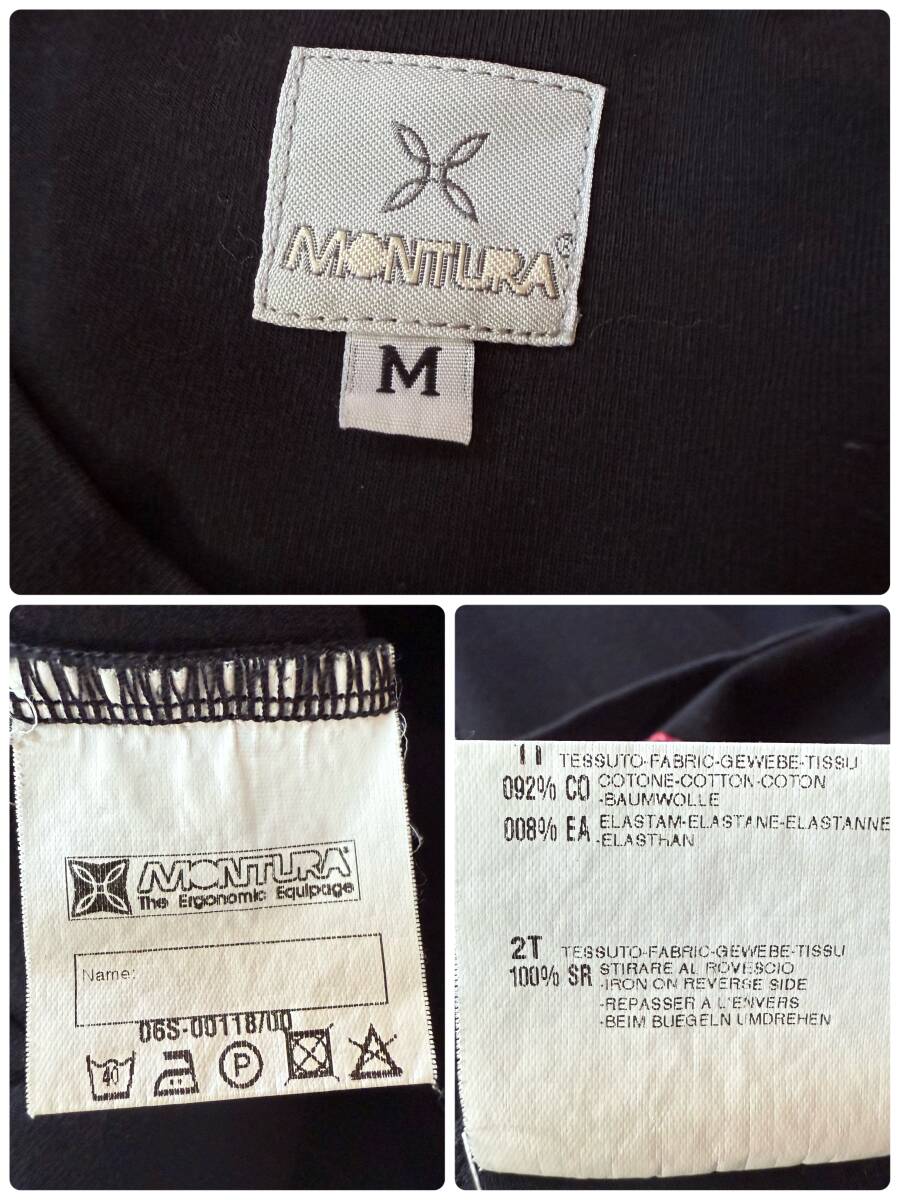 MONTURA®
M
MONTURA®
The Ergonomic Equipage
Name:
06S-00118/00
40
P
1T TESSUTO-FABRIC-GEWEBE-TISSU
092% CO COTONE-COTTON-COTON
-BAUMWOLLE
008% EA ELASTAM-ELASTANE-ELASTANNE
-ELASTHAN
2T TESSUTO-FABRIC-GEWEBE-TISSU
100% SR STIRARE AL ROVESCIO
-IRON ON REVERSE SIDE
-REPASSER A L'ENVERS
-BEIM BUEGELN UMDREHEN